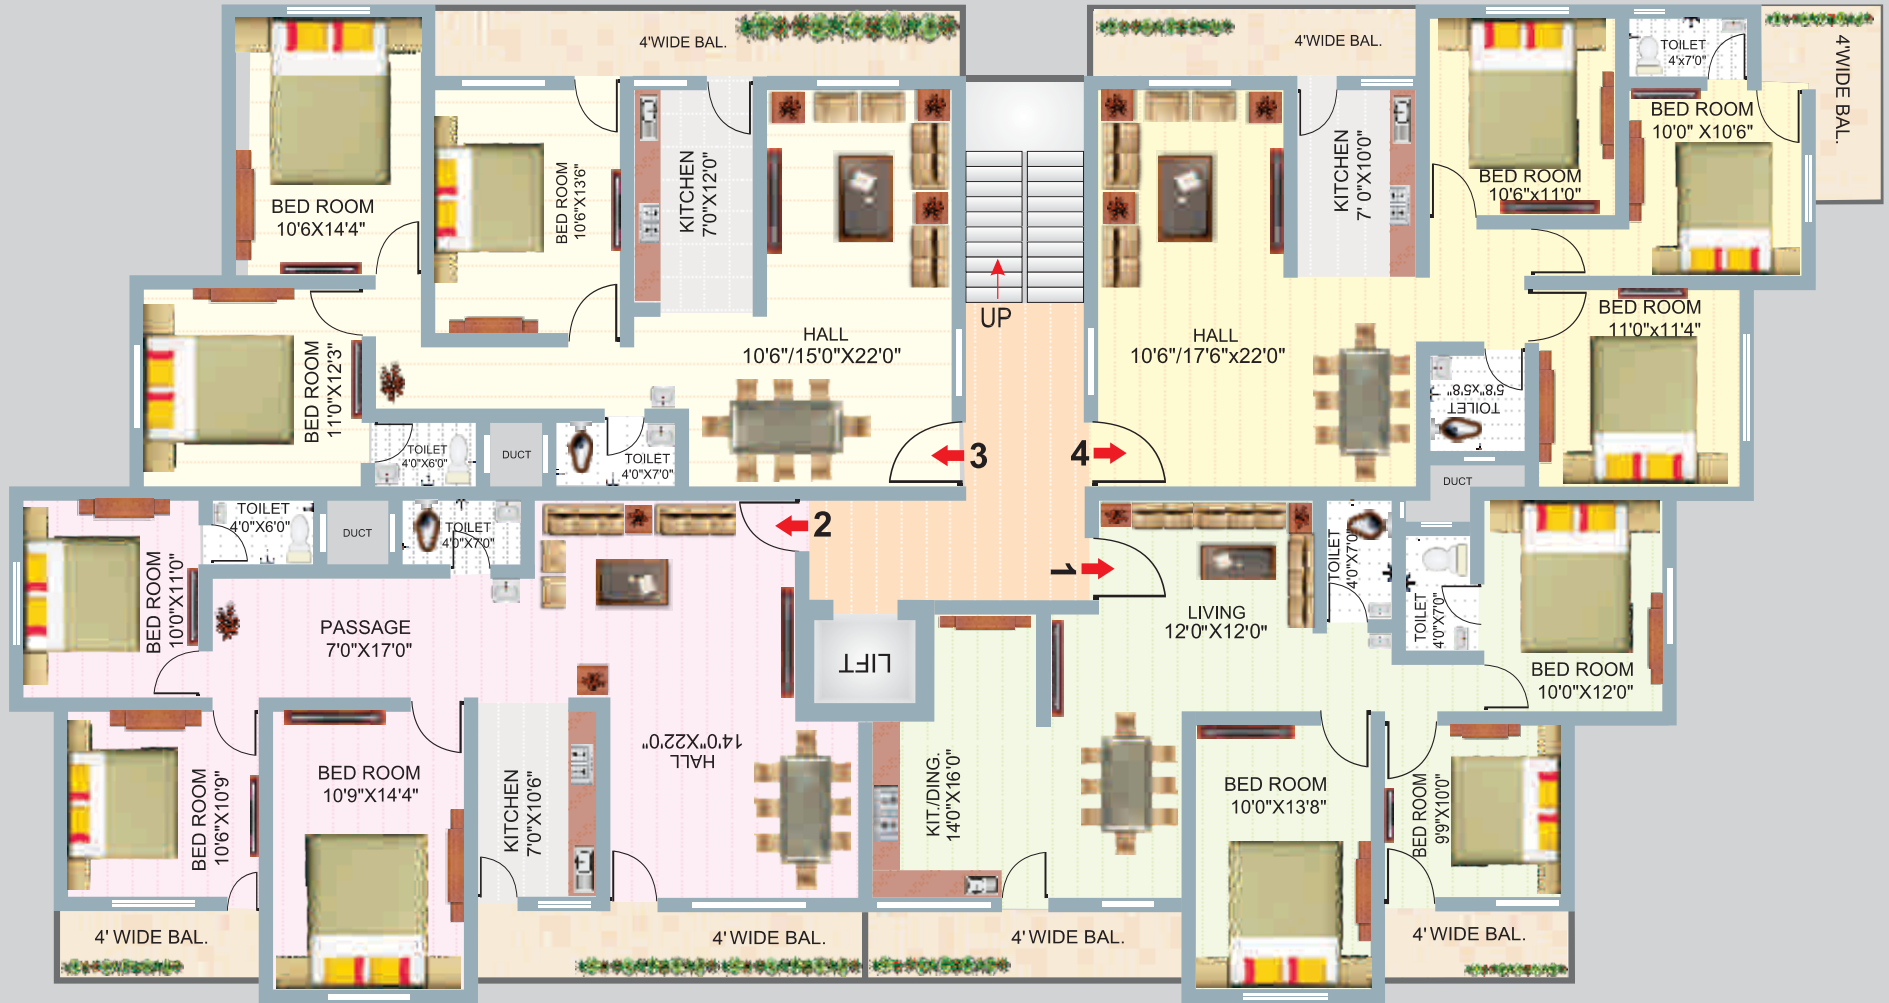 4'WIDE BAL.
4'WIDE BAL.
4'WIDE BAL.
BED ROOM
10'6X14'4"
BED ROOM
10'6"X13'6"
KITCHEN
7'0"X12'0"
HALL
10'6"/15'0"X22'0"
BED ROOM
11'0"X12'3"
TOILET
4'0"X6'0"
DUCT
TOILET
4'0"X7'0"
3
UP
4
HALL
10'6"/17'6"x22'0"
KITCHEN
7' 0"X10'0"
BED ROOM
10'6"x11'0"
TOILET
4'x7'0"
BED ROOM
10'0" X10'6"
BED ROOM
11'0"x11'4"
TOILET
5'8"x5'8"
DUCT
BED ROOM
10'0"X11'0"
TOILET
4'0"X6'0"
DUCT
TOILET
4'0"X7'0"
2
PASSAGE
7'0"X17'0"
HALL
14'0"X22'0"
BED ROOM
10'6"X10'9"
BED ROOM
10'9"X14'4"
KITCHEN
7'0"X10'6"
LIFT
1
LIVING
12'0"X12'0"
TOILET
4'0"X7'0"
TOILET
4'0"X7'0"
BED ROOM
10'0"X12'0"
KIT./DING.
14'0"X16'0"
BED ROOM
10'0"X13'8"
BED ROOM
9'9"X10'0"
4' WIDE BAL.
4' WIDE BAL.
4' WIDE BAL.
4' WIDE BAL.